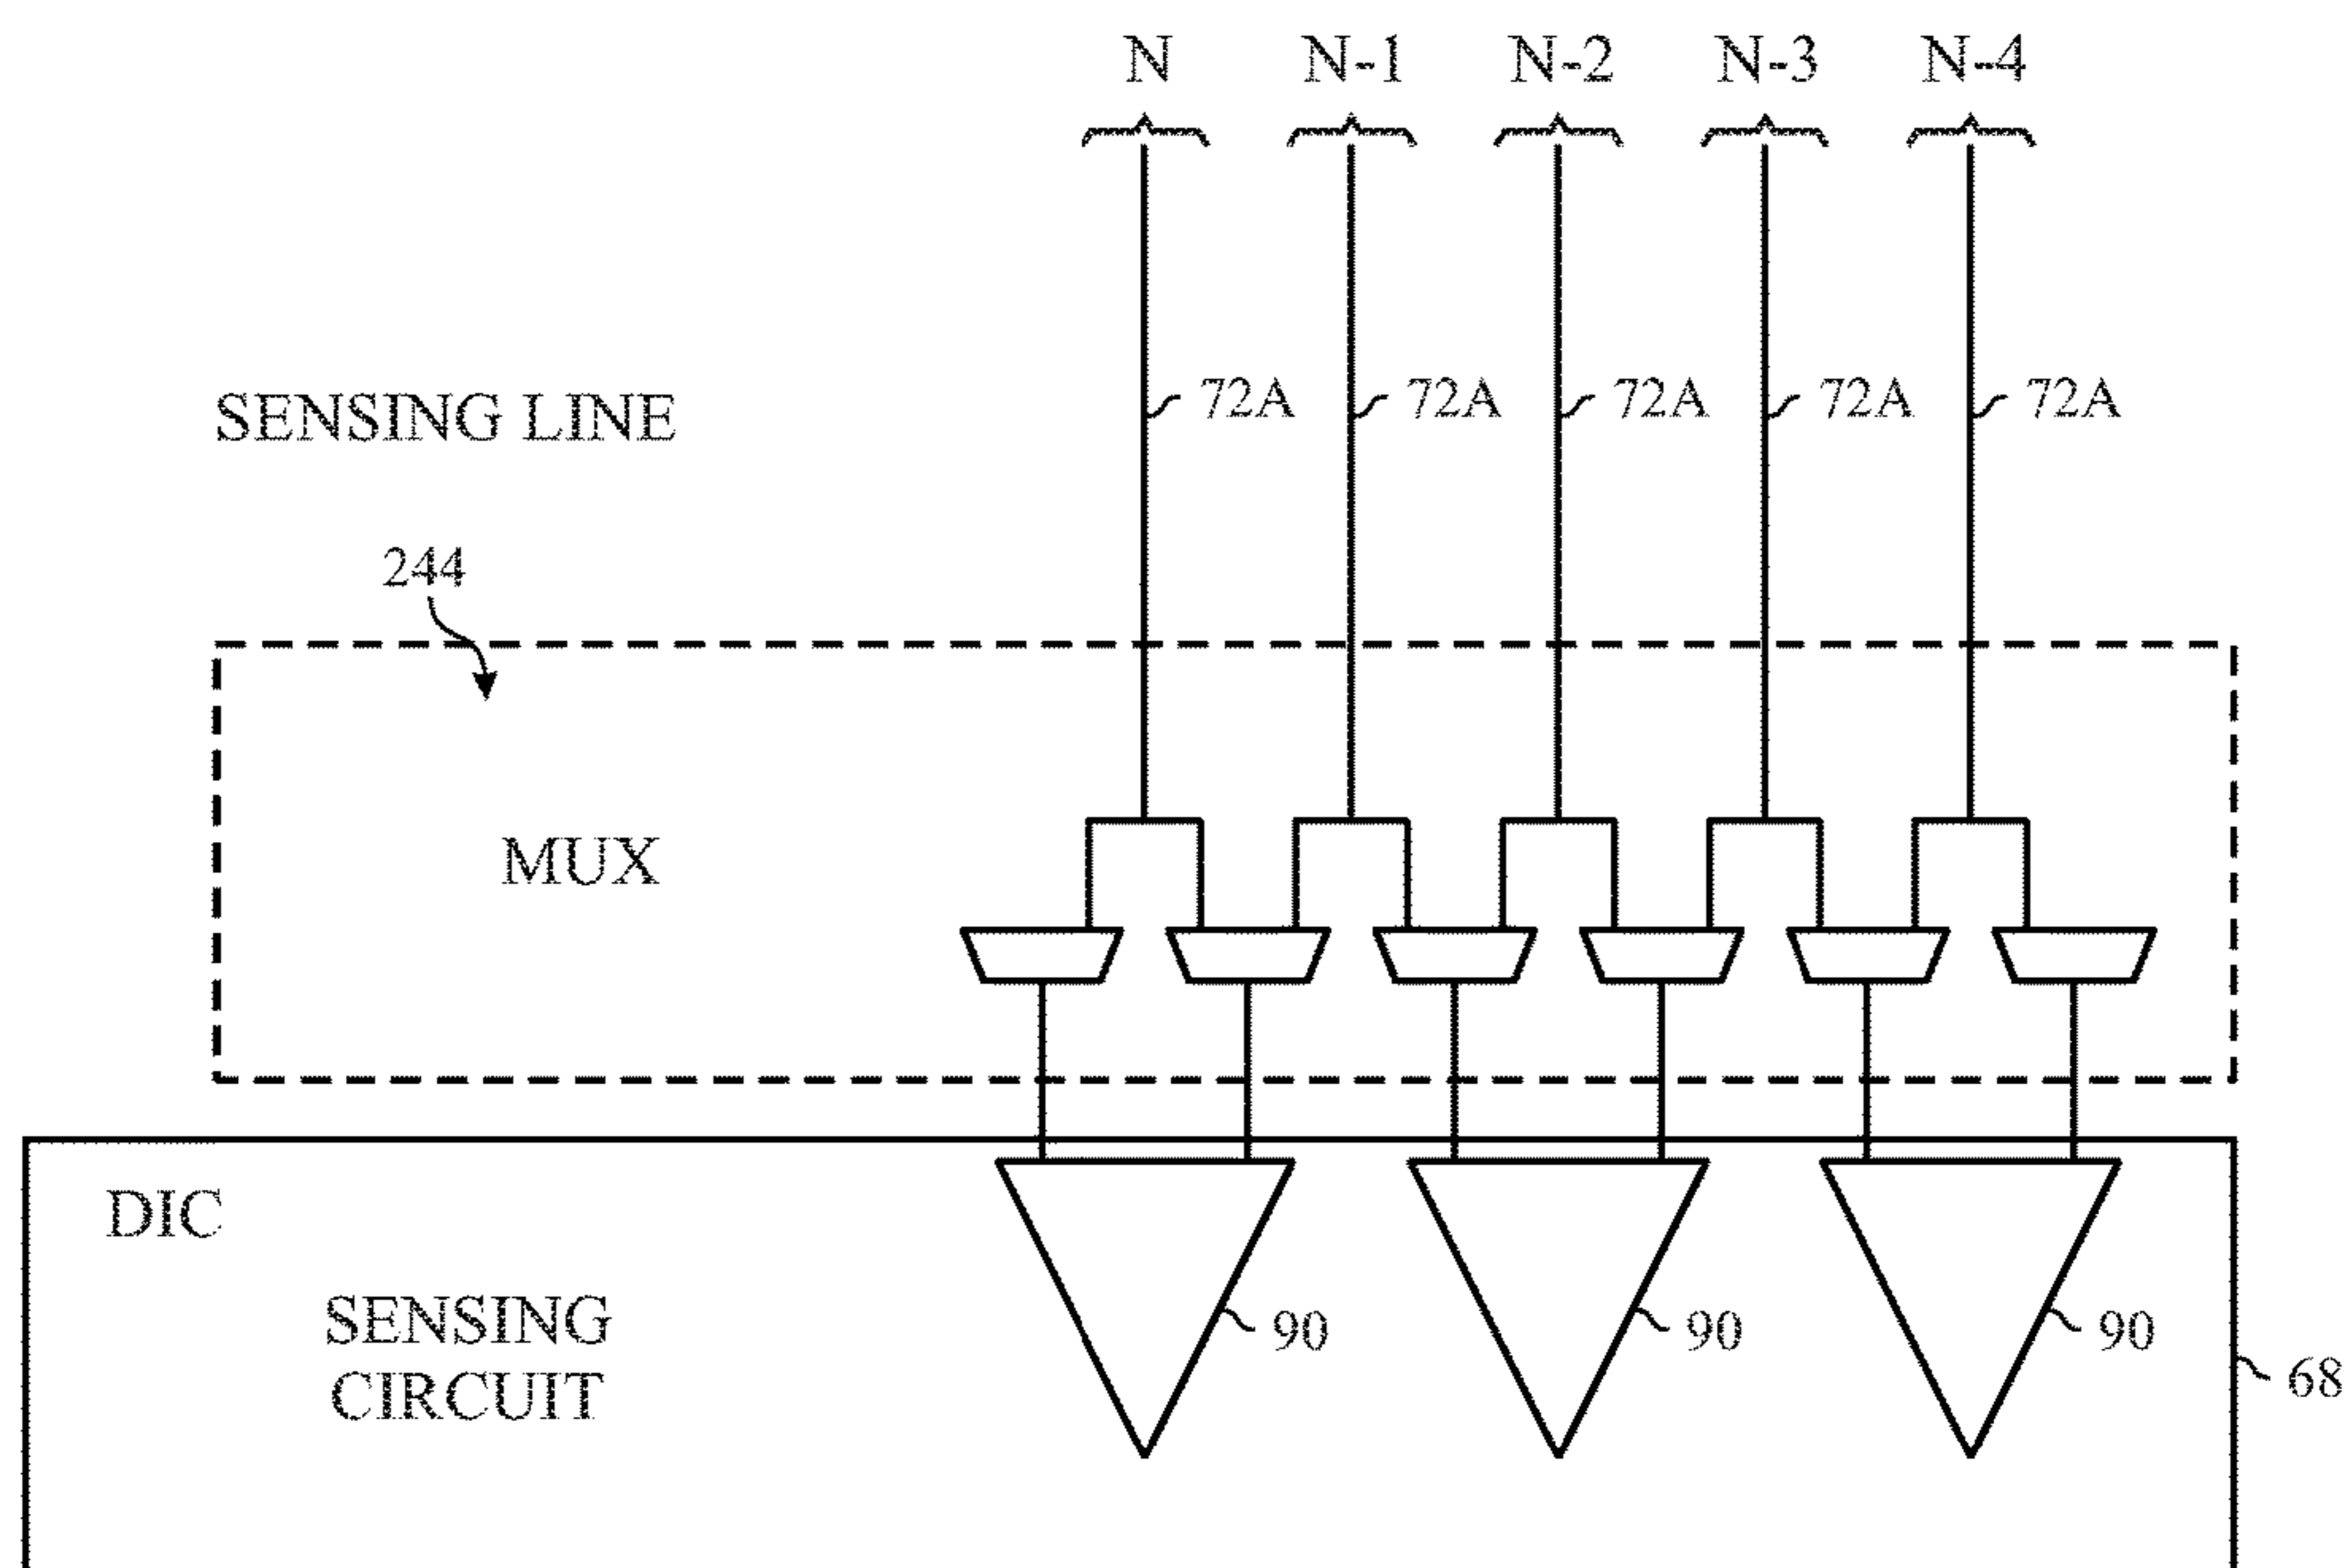 N N-1 N-2 N-3 N-4
SENSING LINE
72A 72A 72A 72A 72A
244
MUX
DIC
SENSING
CIRCUIT
90 90 90
68